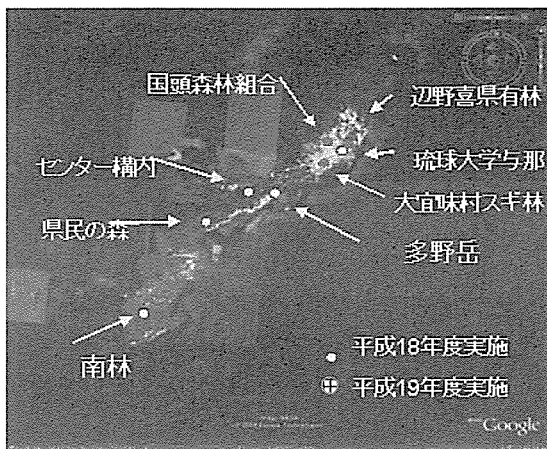 国頭森林組合
辺野喜県有林
琉球大学与那
センター構内
大宜味村スギ林
県民の森
多野岳
南林
平成18年度実施
平成19年度実施
Google